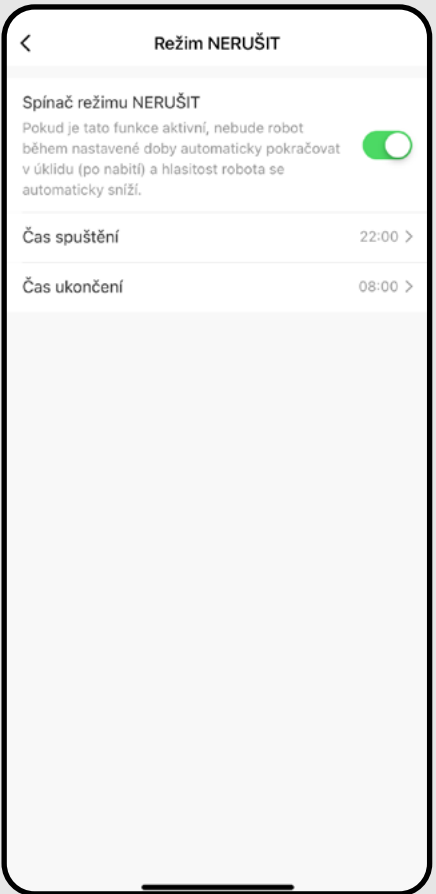 Režim NERUŠIT
Spínač režimu NERUŠIT
Pokud je tato funkce aktivní, nebude robot
během nastavené doby automaticky pokračovat
v úklidu (po nabití) a hlasitost robota se
automaticky sníží.
Čas spuštění 22:00
Čas ukončení 08:00